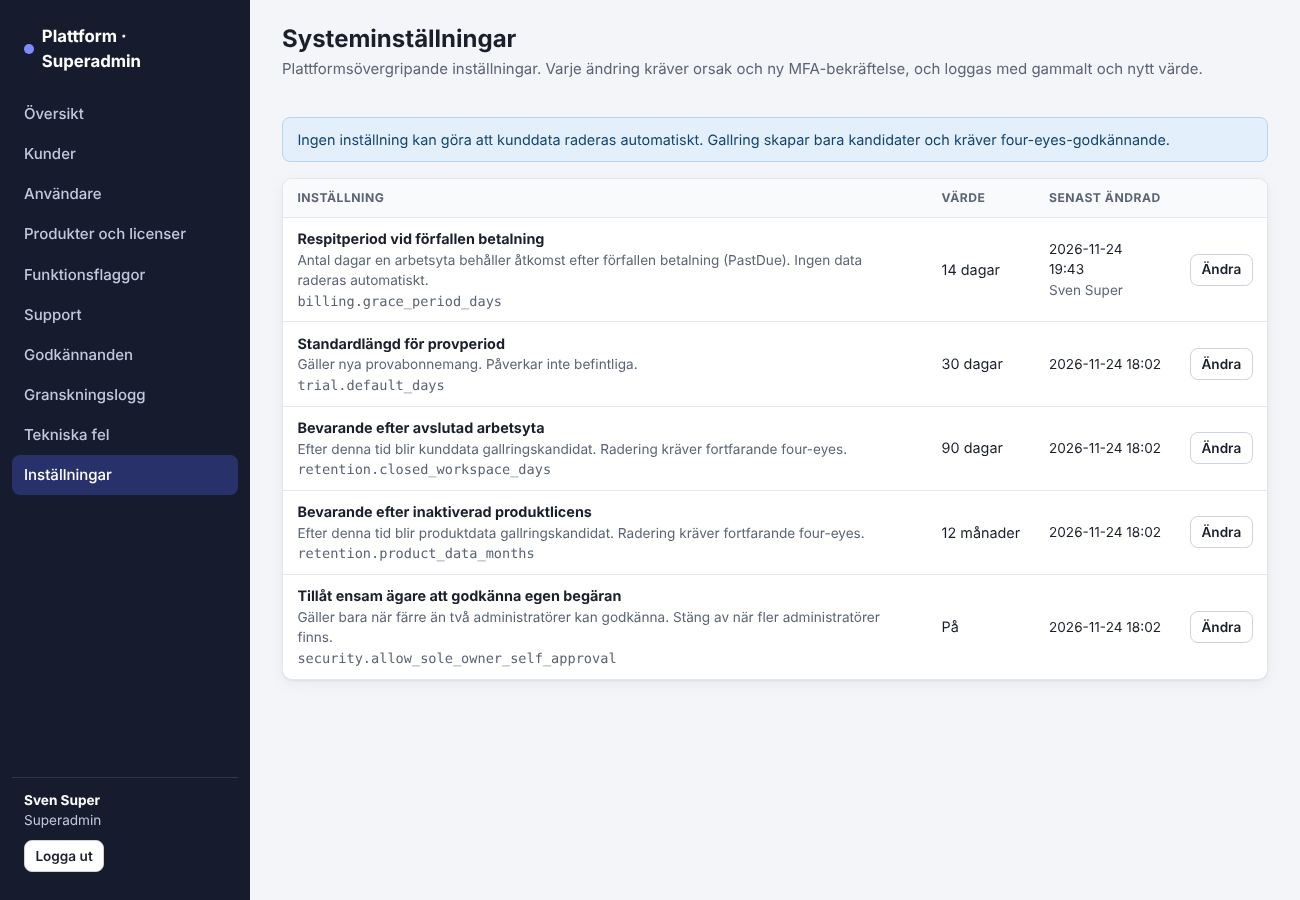 Plattform ·
Superadmin
Översikt
Kunder
Användare
Produkter och licenser
Funktionsflaggor
Support
Godkännanden
Granskningslogg
Tekniska fel
Inställningar
Sven Super
Superadmin
Logga ut
Systeminställningar
Plattformsövergripande inställningar. Varje ändring kräver orsak och ny MFA-bekräftelse, och loggas med gammalt och nytt värde.
Ingen inställning kan göra att kunddata raderas automatiskt. Gallring skapar bara kandidater och kräver four-eyes-godkännande.
INSTÄLLNING VÄRDE SENAST ÄNDRAD
Respitperiod vid förfallen betalning
Antal dagar en arbetsyta behåller åtkomst efter förfallen betalning (PastDue). Ingen data
raderas automatiskt.
billing.grace_period_days
14 dagar
2026-11-24
19:43
Sven Super
Ändra
Standardlängd för provperiod
Gäller nya provabonnemang. Påverkar inte befintliga.
trial.default_days
30 dagar
2026-11-24 18:02
Ändra
Bevarande efter avslutad arbetsyta
Efter denna tid blir kunddata gallringskandidat. Radering kräver fortfarande four-eyes.
retention.closed_workspace_days
90 dagar
2026-11-24 18:02
Ändra
Bevarande efter inaktiverad produktlicens
Efter denna tid blir produktdata gallringskandidat. Radering kräver fortfarande four-eyes.
retention.product_data_months
12 månader
2026-11-24 18:02
Ändra
Tillåt ensam ägare att godkänna egen begäran
Gäller bara när färre än två administratörer kan godkänna. Stäng av när fler administratörer
finns.
security.allow_sole_owner_self_approval
På
2026-11-24 18:02
Ändra